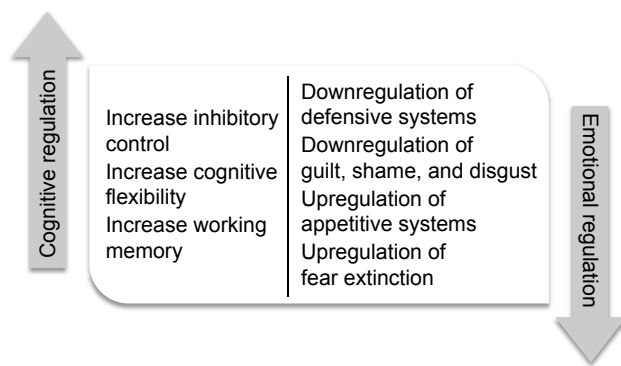 Cognitive regulation
Increase inhibitory
control
Increase cognitive
flexibility
Increase working
memory
Downregulation of
defensive systems
Downregulation of
guilt, shame, and disgust
Upregulation of
appetitive systems
Upregulation of
fear extinction
Emotional regulation